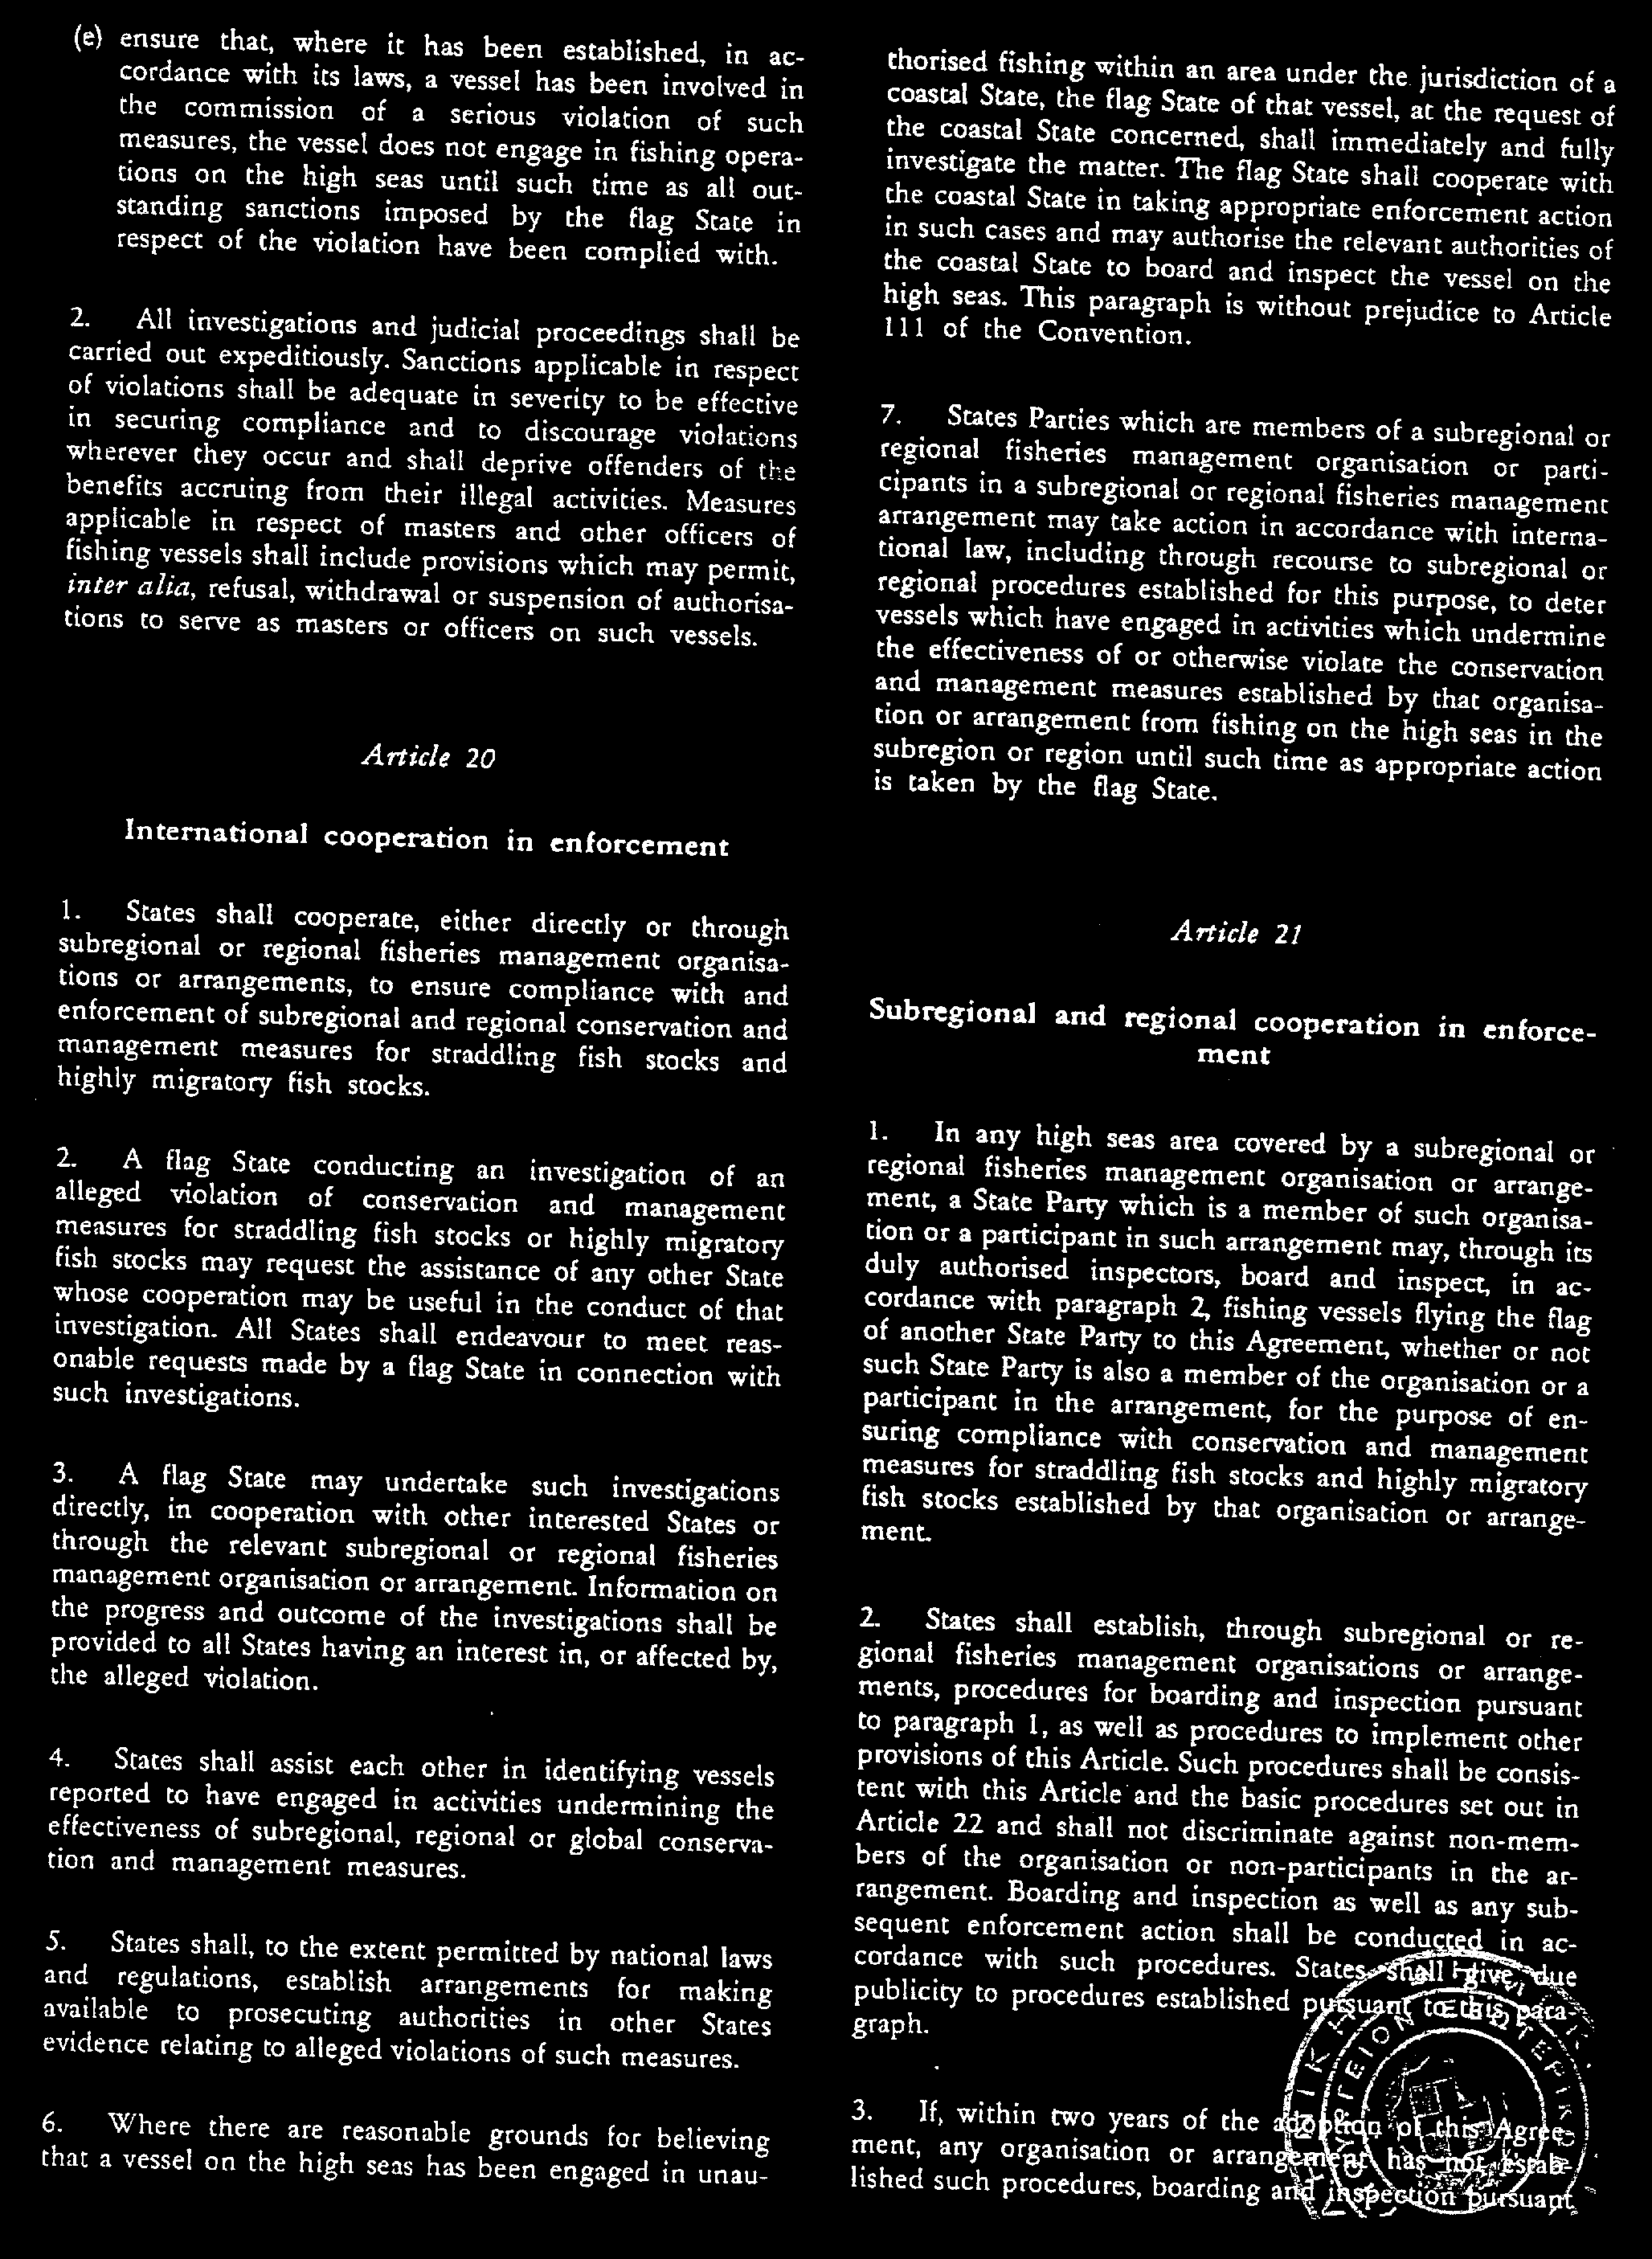 (e) ensure that, where it has been established, in ac-
cordance with its laws, a vessel has been involved in
the commission of a serious violation of such
measures, the vessel does not engage in fishing opera-
tions on the high seas until such time as all out-
standing sanctions imposed by the flag State in
respect of the violation have been complied with.
2. All investigations and judicial proceedings shall be
carried out expeditiously. Sanctions applicable in respect
of violations shall be adequate in severity to be effective
in securing compliance and to discourage violations
wherever they occur and shall deprive offenders of the
benefits accruing from their illegal activities. Measures
applicable in respect of masters and other officers of
fishing vessels shall include provisions which may permit,
inter alia, refusal, withdrawal or suspension of authorisa-
tions to serve as masters or officers on such vessels.
Article 20
International cooperation in enforcement
1. States shall cooperate, either directly or through
subregional or regional fisheries management organisa-
tions or arrangements, to ensure compliance with and
enforcement of subregional and regional conservation and
management measures for straddling fish stocks and
highly migratory fish stocks.
2. A flag State conducting an investigation of an
alleged violation of conservation and management
measures for straddling fish stocks or highly migratory
fish stocks may request the assistance of any other State
whose cooperation may be useful in the conduct of that
investigation. All States shall endeavour to meet reas-
onable requests made by a flag State in connection with
such investigations.
3. A flag State may undertake such investigations
directly, in cooperation with other interested States or
through the relevant subregional or regional fisheries
management organisation or arrangement. Information on
the progress and outcome of the investigations shall be
provided to all States having an interest in, or affected by,
the alleged violation.
4. States shall assist each other in identifying vessels
reported to have engaged in activities undermining the
effectiveness of subregional, regional or global conserva-
tion and management measures.
5. States shall, to the extent permitted by national laws
and regulations, establish arrangements for making
available to prosecuting authorities in other States
evidence relating to alleged violations of such measures.
6. Where there are reasonable grounds for believing
that a vessel on the high seas has been engaged in unau-
thorised fishing within an area under the jurisdiction of a
coastal State, the flag State of that vessel, at the request of
the coastal State concerned, shall immediately and fully
investigate the matter. The flag State shall cooperate with
the coastal State in taking appropriate enforcement action
in such cases and may authorise the relevant authorities of
the coastal State to board and inspect the vessel on the
high seas. This paragraph is without prejudice to Article
111 of the Convention.
7. States Parties which are members of a subregional or
regional fisheries management organisation or parti-
cipants in a subregional or regional fisheries management
arrangement may take action in accordance with interna-
tional law, including through recourse to subregional or
regional procedures established for this purpose, to deter
vessels which have engaged in activities which undermine
the effectiveness of or otherwise violate the conservation
and management measures established by that organisa-
tion or arrangement from fishing on the high seas in the
subregion or region until such time as appropriate action
is taken by the flag State.
Article 21
Subregional and regional cooperation in enforce-
ment
1. In any high seas area covered by a subregional or
regional fisheries management organisation or arrange-
ment, a State Party which is a member of such organisa-
tion or a participant in such arrangement may, through its
duly authorised inspectors, board and inspect, in ac-
cordance with paragraph 2, fishing vessels flying the flag
of another State Party to this Agreement, whether or not
such State Party is also a member of the organisation or a
participant in the arrangement, for the purpose of en-
suring compliance with conservation and management
measures for straddling fish stocks and highly migratory
fish stocks established by that organisation or arrange-
ment.
2. States shall establish, through subregional or re-
gional fisheries management organisations or arrange-
ments, procedures for boarding and inspection pursuant
to paragraph 1, as well as procedures to implement other
provisions of this Article. Such procedures shall be consis-
tent with this Article and the basic procedures set out in
Article 22 and shall not discriminate against non-mem-
bers of the organisation or non-participants in the ar-
rangement. Boarding and inspection as well as any sub-
sequent enforcement action shall be conducted in ac-
cordance with such procedures. States shall give due
publicity to procedures established pursuant to this para-
graph.
3. If, within two years of the adoption of this Agree-
ment, any organisation or arrangement has not estab-
lished such procedures, boarding and inspection pursuant